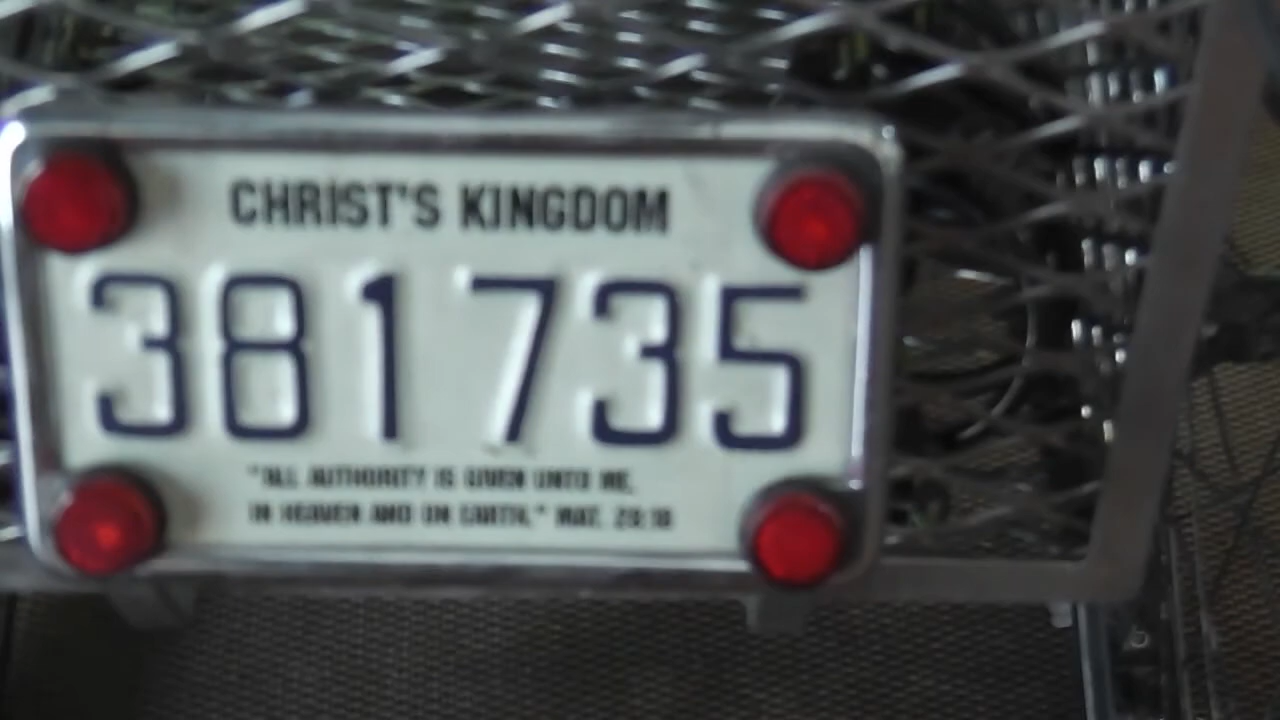 CHRIST'S KINGDOM
381735
"ALL AUTHORITY IS GIVEN UNTO ME,
IN HEAVEN AND ON EARTH." MAT. 28:18